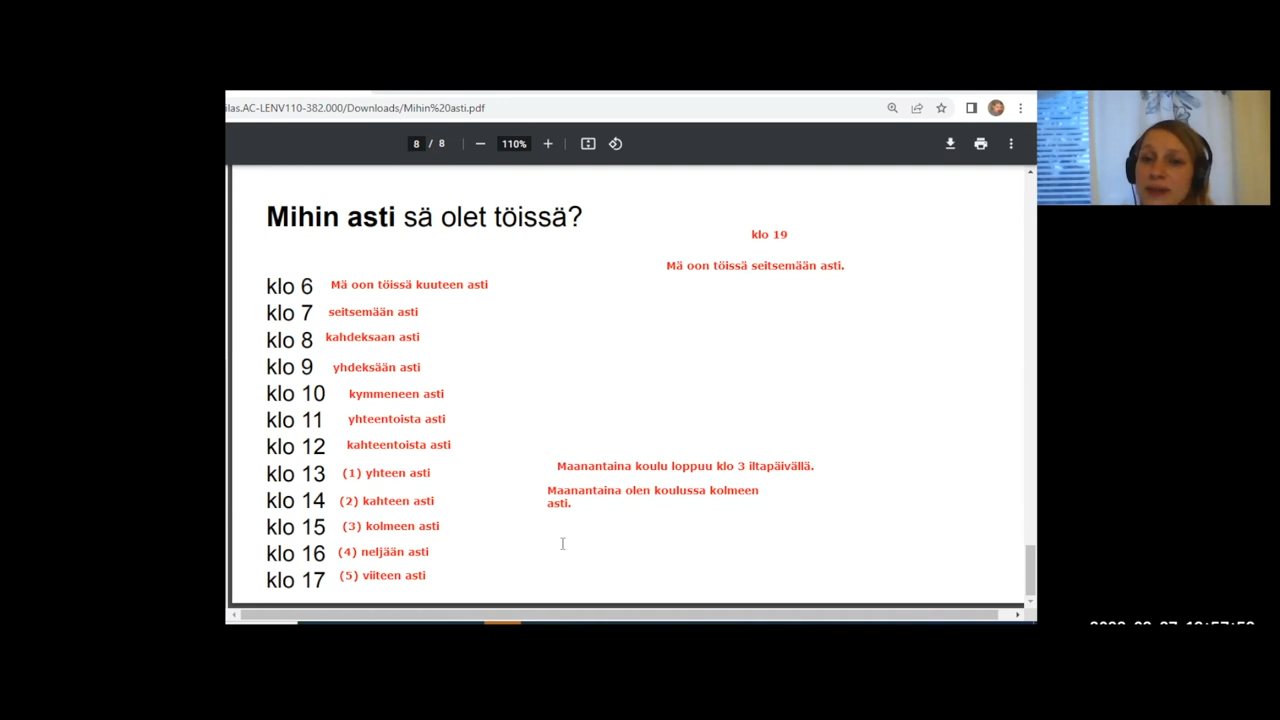 ilas.AC-LENV110-382.000/Downloads/Mihin%20asti.pdf
8 / 8
110%
Mihin asti sä olet töissä?
klo 19
Mä oon töissä seitsemään asti.
klo 6 Mä oon töissä kuuteen asti
klo 7 seitsemään asti
klo 8 kahdeksaan asti
klo 9 yhdeksään asti
klo 10 kymmeneen asti
klo 11 yhteentoista asti
klo 12 kahteentoista asti
klo 13 (1) yhteen asti
klo 14 (2) kahteen asti
klo 15 (3) kolmeen asti
klo 16 (4) neljään asti
klo 17 (5) viiteen asti
Maanantaina koulu loppuu klo 3 iltapäivällä.
Maanantaina olen koulussa kolmeen
asti.